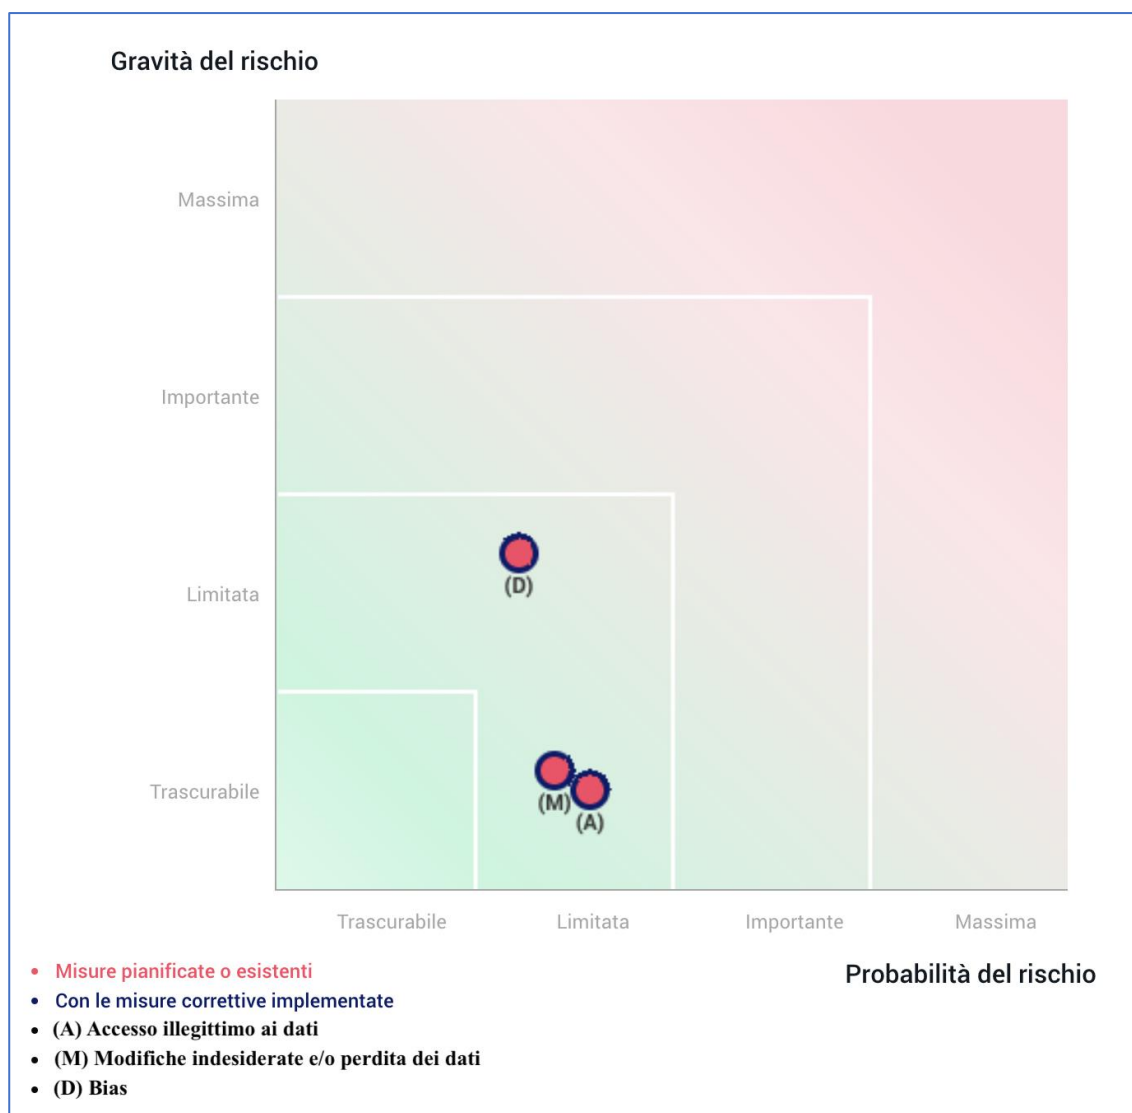 Gravità del rischio
Massima
Importante
Limitata
(D)
Trascurabile
(M)
(A)
Trascurabile Limitata Importante Massima
Probabilità del rischio
• Misure pianificate o esistenti
• Con le misure correttive implementate
• (A) Accesso illegittimo ai dati
• (M) Modifiche indesiderate e/o perdita dei dati
• (D) Bias